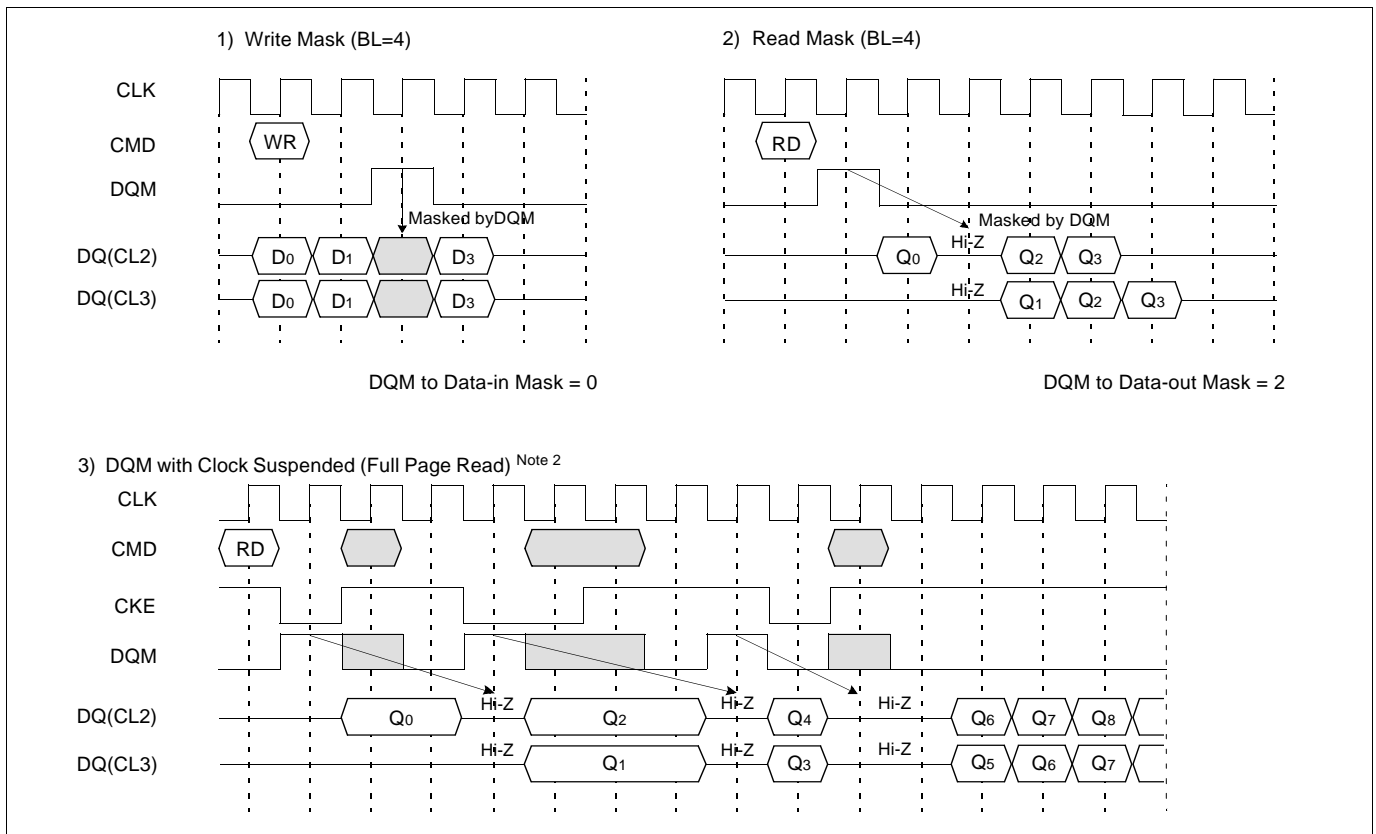 1) Write Mask (BL=4)
2) Read Mask (BL=4)
CLK
CMD
WR
RD
DQM
Masked byDQM
Masked by DQM
DQ(CL2)
D0 D1 D3
Q0 Hi-Z Q2 Q3
DQ(CL3)
D0 D1 D3
Hi-Z Q1 Q2 Q3
DQM to Data-in Mask = 0
DQM to Data-out Mask = 2
3) DQM with Clock Suspended (Full Page Read) Note 2
CLK
CMD
RD
CKE
DQM
DQ(CL2)
Q0 Hi-Z Q2 Hi-Z Q4 Hi-Z Q6 Q7 Q8
DQ(CL3)
Hi-Z Q1 Hi-Z Q3 Hi-Z Q5 Q6 Q7